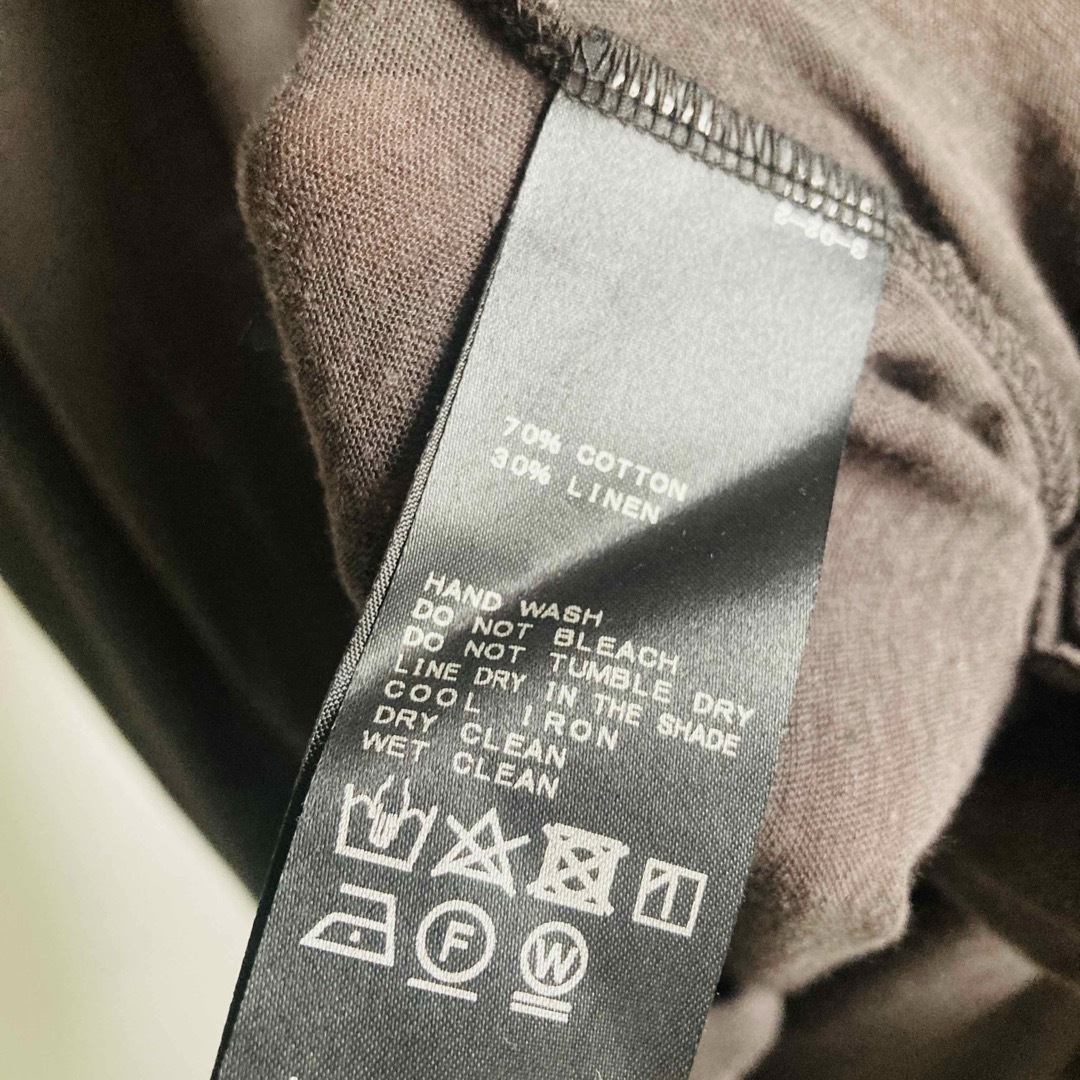 70% COTTON
30% LINEN
HAND WASH
DO NOT BLEACH
DO NOT TUMBLE DRY
LINE DRY IN THE SHADE
COOL IRON
DRY CLEAN
WET CLEAN
F W